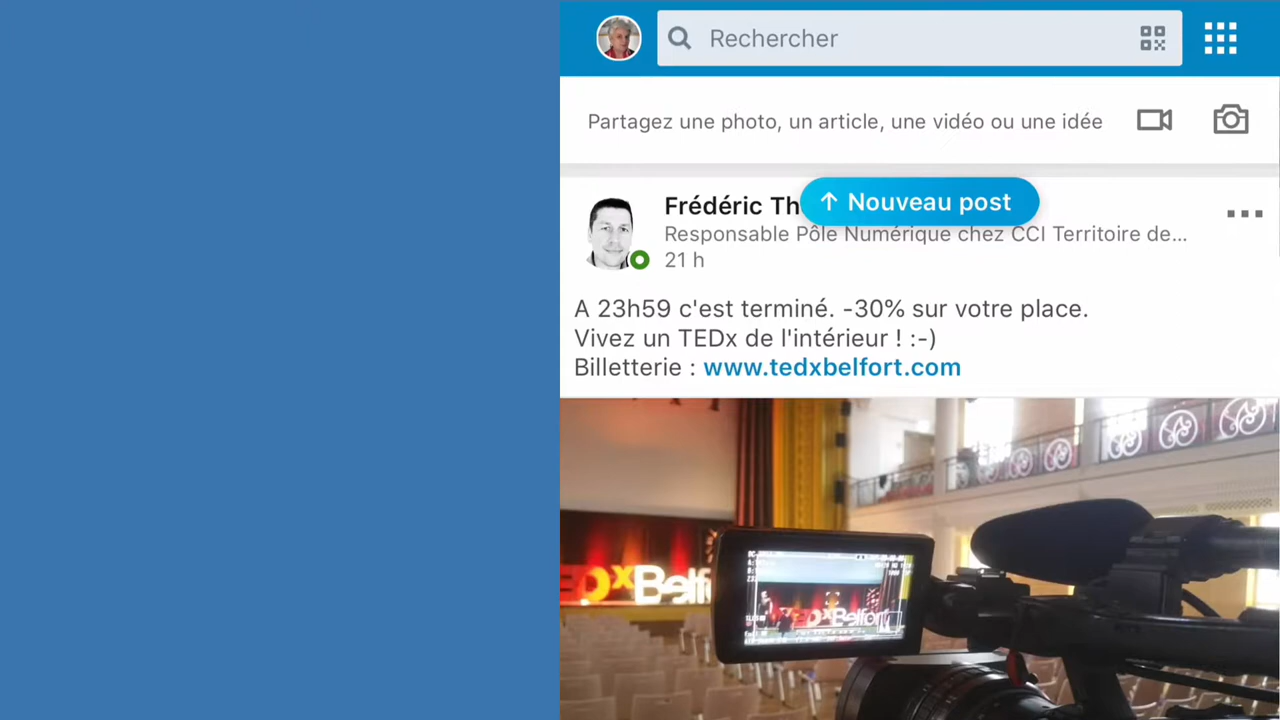 Rechercher
Partagez une photo, un article, une vidéo ou une idée
Frédéric Th
↑ Nouveau post
Responsable Pôle Numérique chez CCI Territoire de...
21 h
A 23h59 c'est terminé. -30% sur votre place.
Vivez un TEDx de l'intérieur ! :-)
Billetterie : www.tedxbelfort.com
EDxBelfo
EDxBelfort